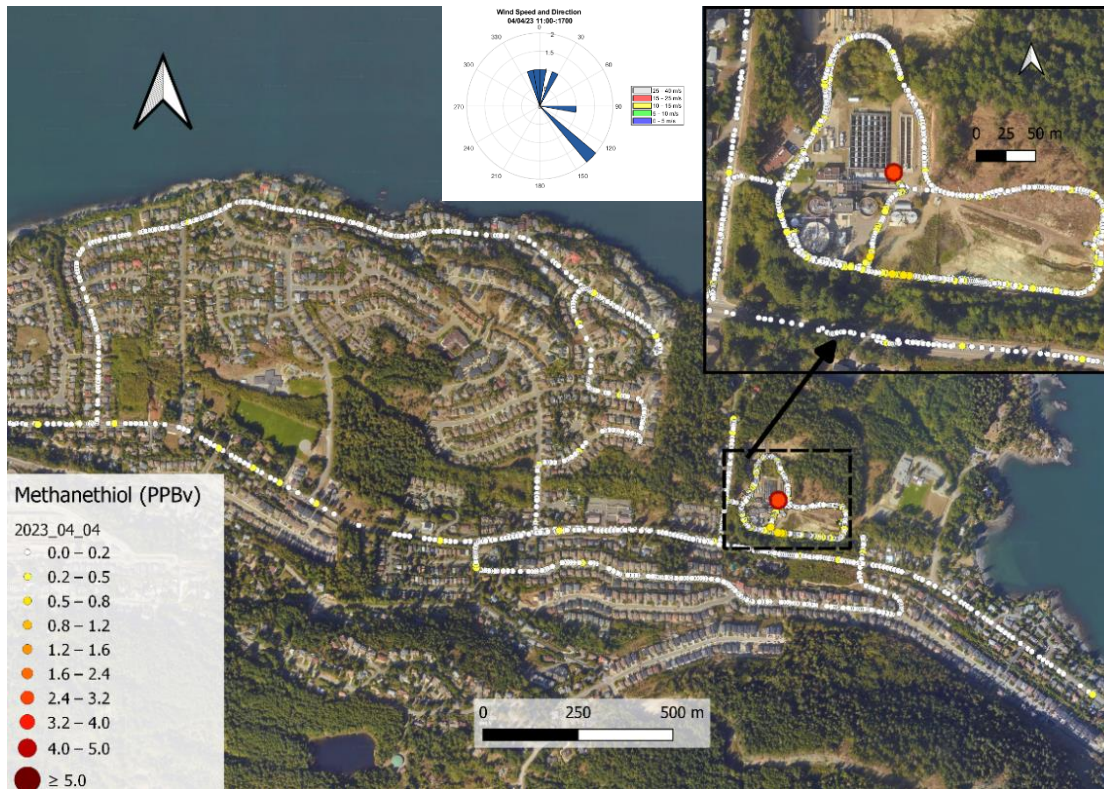 Wind Speed and Direction
04/04/23 11:00-:1700
0
30
60
90
120
150
180
210
240
270
300
330
2
1.5
25 - 40 m/s
15 - 25 m/s
10 - 15 m/s
5 - 10 m/s
0 - 5 m/s
0 25 50 m
Methanethiol (PPBv)
2023_04_04
0.0 – 0.2
0.2 – 0.5
0.5 – 0.8
0.8 – 1.2
1.2 – 1.6
1.6 – 2.4
2.4 – 3.2
3.2 – 4.0
4.0 – 5.0
≥ 5.0
0 250 500 m